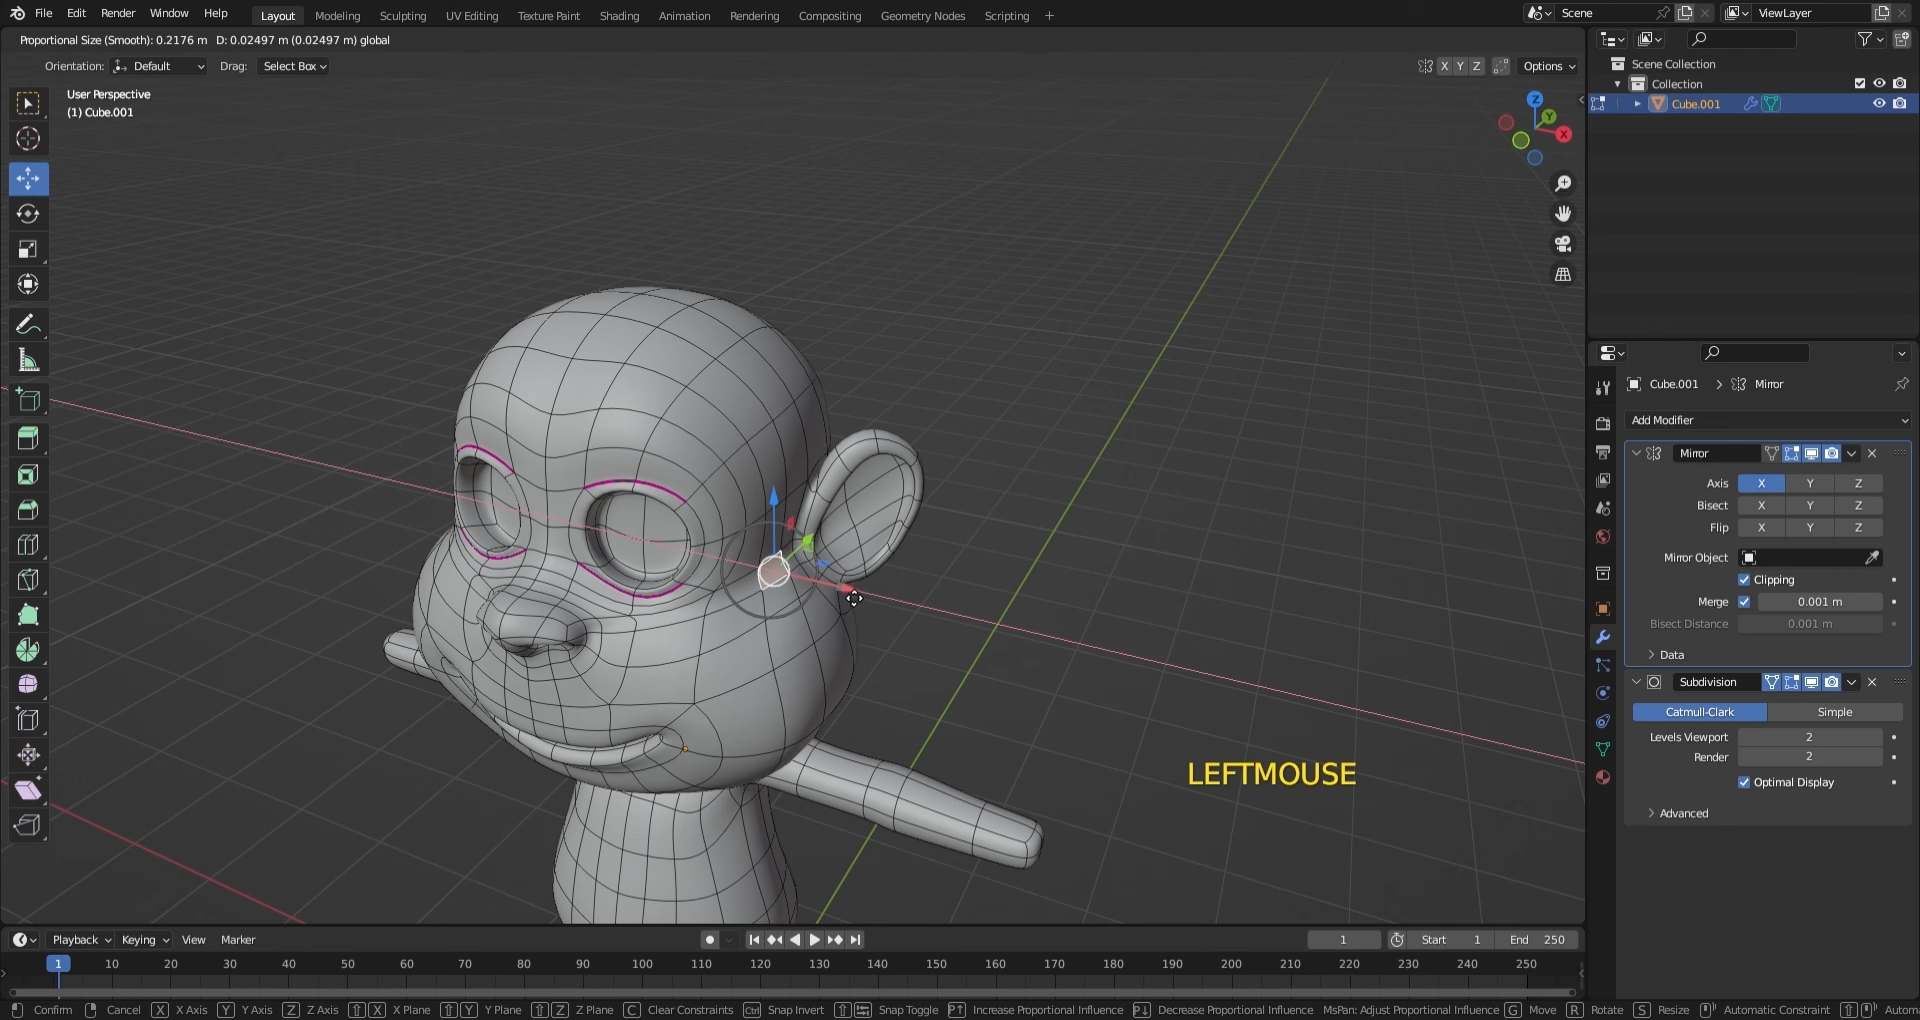 File Edit Render Window Help Layout Modeling Sculpting UV Editing Texture Paint Shading Animation Rendering Compositing Geometry Nodes Scripting + Scene ViewLayer
Proportional Size (Smooth): 0.2176 m D: 0.02497 m (0.02497 m) global
Orientation: Default Drag: Select Box X Y Z Options
User Perspective
(1) Cube.001
Z
Y
X
Scene Collection
Collection
Cube.001
Cube.001 > Mirror
Add Modifier
Mirror
Axis X Y Z
Bisect X Y Z
Flip X Y Z
Mirror Object
Clipping
Merge 0.001 m
Bisect Distance 0.001 m
Data
Subdivision
Catmull-Clark Simple
Levels Viewport 2
Render 2
Optimal Display
Advanced
LEFTMOUSE
Playback Keying View Marker 1 Start 1 End 250
1 10 20 30 40 50 60 70 80 90 100 110 120 130 140 150 160 170 180 190 200 210 220 230 240 250
Confirm Cancel X X Axis Y Y Axis Z Z Axis X X Plane Y Y Plane Z Z Plane C Clear Constraints Ctrl Snap Invert Snap Toggle Increase Proportional Influence Decrease Proportional Influence MsPan: Adjust Proportional Influence G Move R Rotate S Resize Automatic Constraint Autom